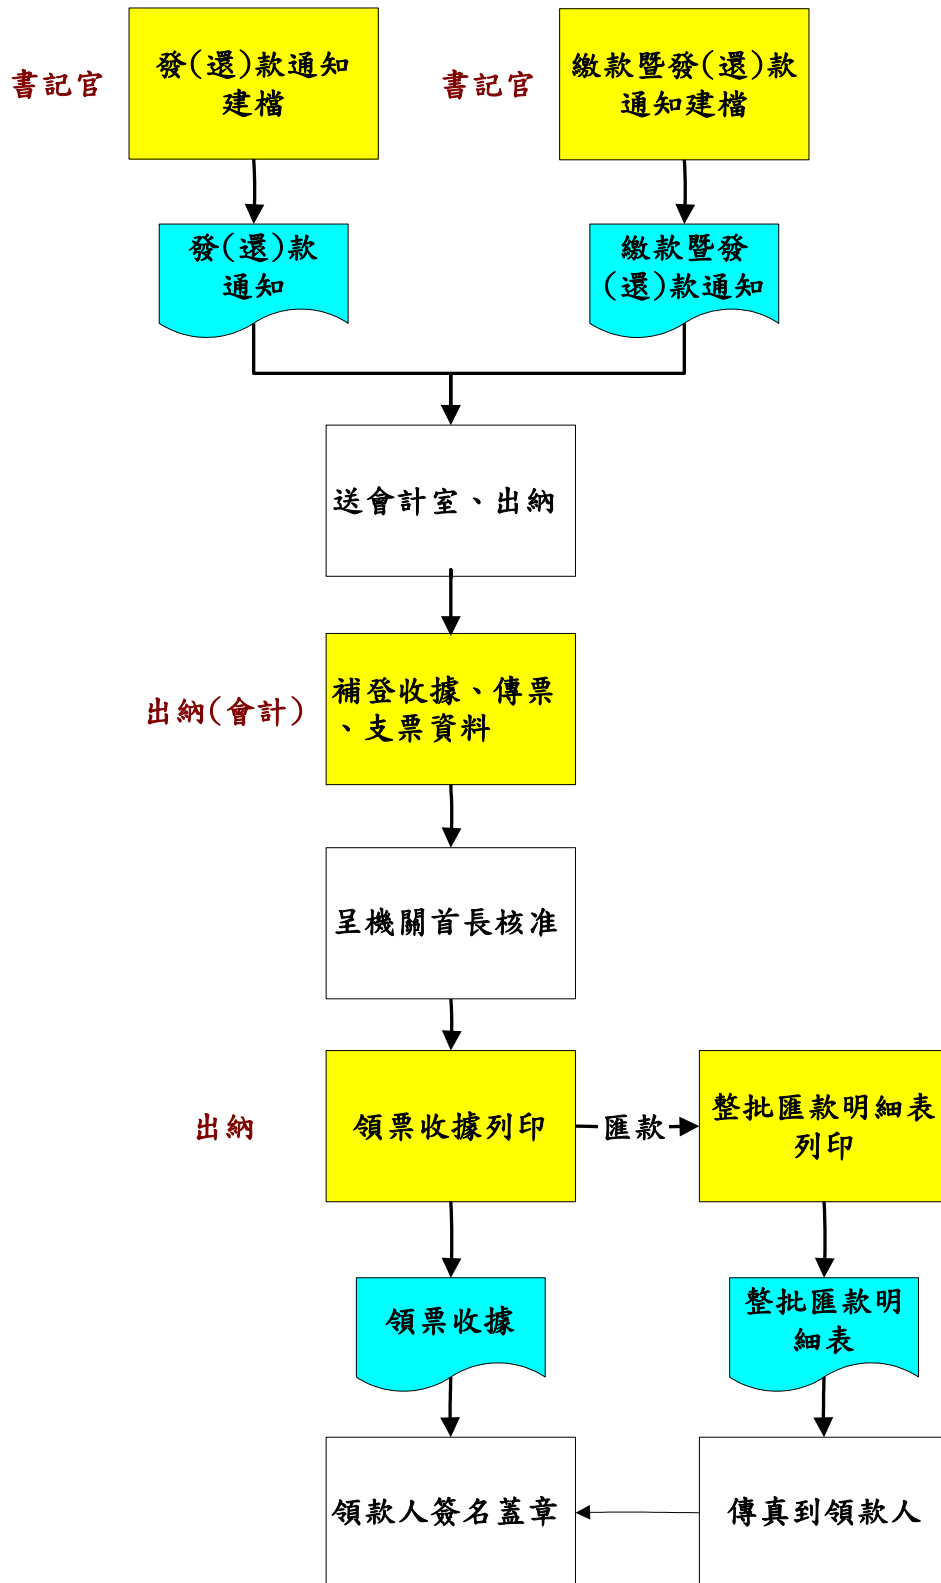 書記官
發(還)款通知
建檔
書記官
繳款暨發(還)款
通知建檔
發(還)款
通知
繳款暨發
(還)款通知
送會計室、出納
出納(會計)
補登收據、傳票
、支票資料
呈機關首長核准
出納
領票收據列印
匯款
整批匯款明細表
列印
領票收據
整批匯款明
細表
領款人簽名蓋章
傳真到領款人